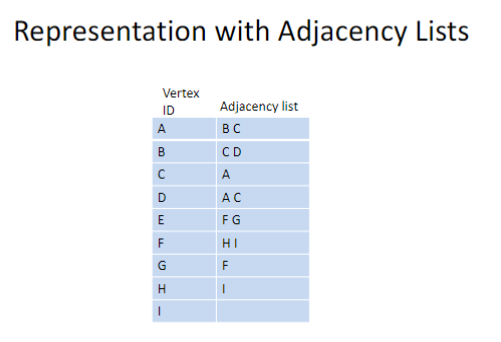 Representation with Adjacency Lists
Vertex
ID Adjacency list
A B C
B C D
C A
D A C
E F G
F H I
G F
H I
I